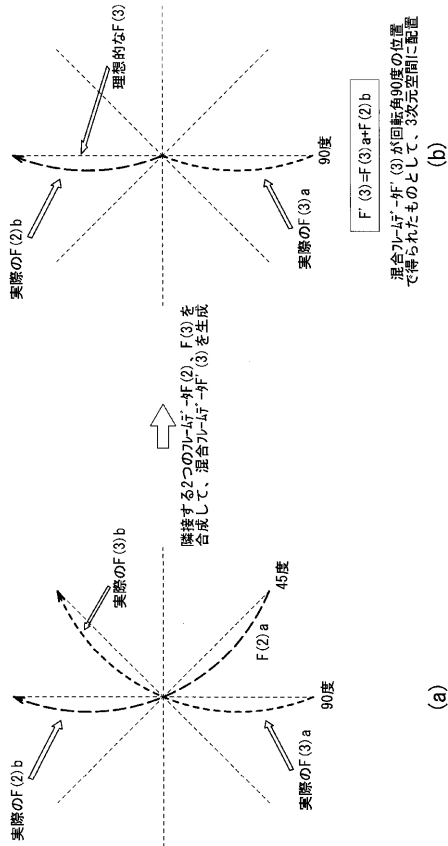 実際のF(2)b
実際のF(3)b
実際のF(3)a
F(2)a
90度
45度
(a)
隣接する2つのフレームデータF(2)、F(3)を
合成して、混合フレームデータF'(3)を生成
実際のF(2)b
理想的なF(3)
実際のF(3)a
90度
F'(3)=F(3)a+F(2)b
混合フレームデータF'(3)が回転角90度の位置
で得られたものとして、3次元空間に配置
(b)